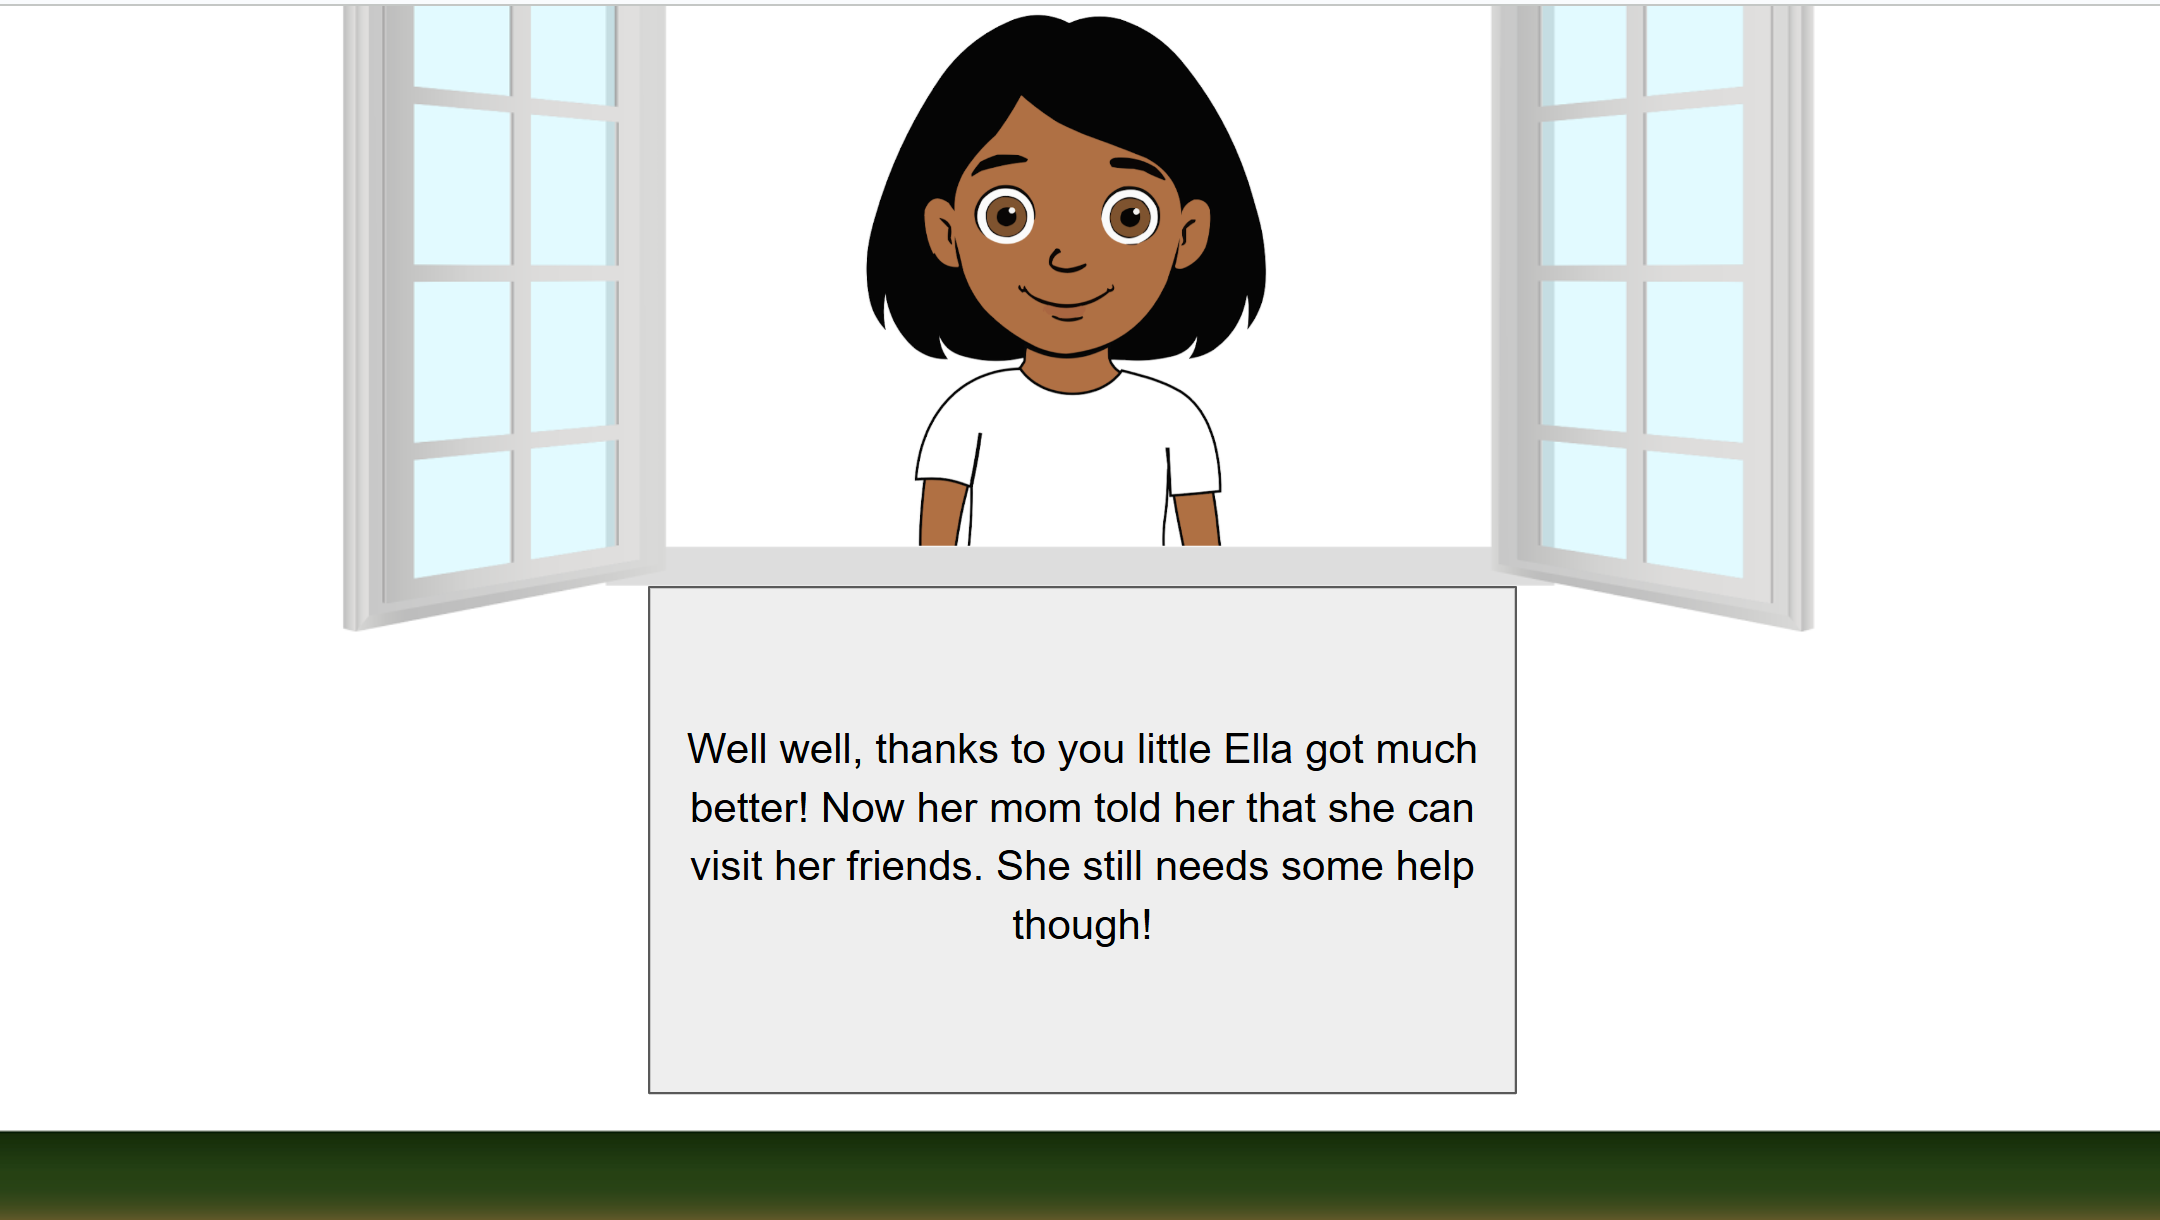 Well well, thanks to you little Ella got much
better! Now her mom told her that she can
visit her friends. She still needs some help
though!